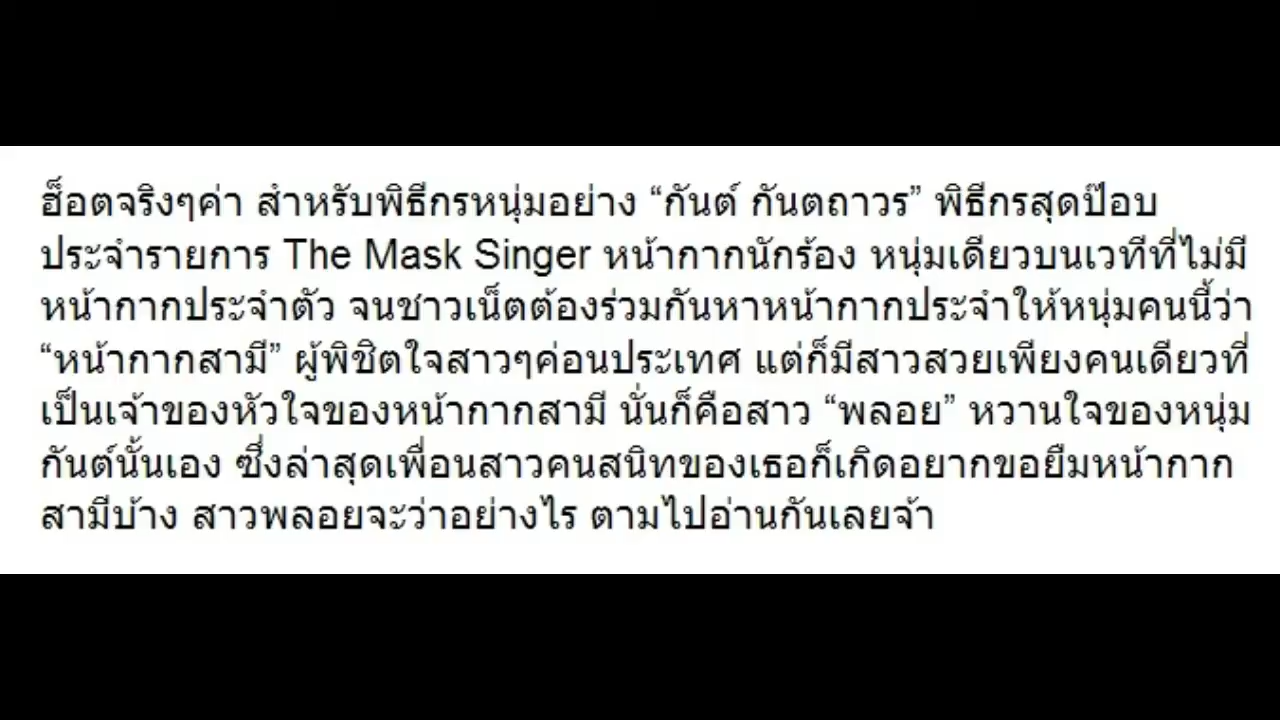 ฮ็อตจริงๆค่า สำหรับพิธีกรหนุ่มอย่าง “กันต์ กันตถาวร” พิธีกรสุดป๊อบ
ประจำรายการ The Mask Singer หน้ากากนักร้อง หนุ่มเดียวบนเวทีที่ไม่มี
หน้ากากประจำตัว จนชาวเน็ตต้องร่วมกันหาหน้ากากประจำให้หนุ่มคนนี้ว่า
“หน้ากากสามี” ผู้พิชิตใจสาวๆค่อนประเทศ แต่ก็มีสาวสวยเพียงคนเดียวที่
เป็นเจ้าของหัวใจของหน้ากากสามี นั่นก็คือสาว “พลอย” หวานใจของหนุ่ม
กันต์นั้นเอง ซึ่งล่าสุดเพื่อนสาวคนสนิทของเธอก็เกิดอยากขอยืมหน้ากาก
สามีบ้าง สาวพลอยจะว่าอย่างไร ตามไปอ่านกันเลยจ้า